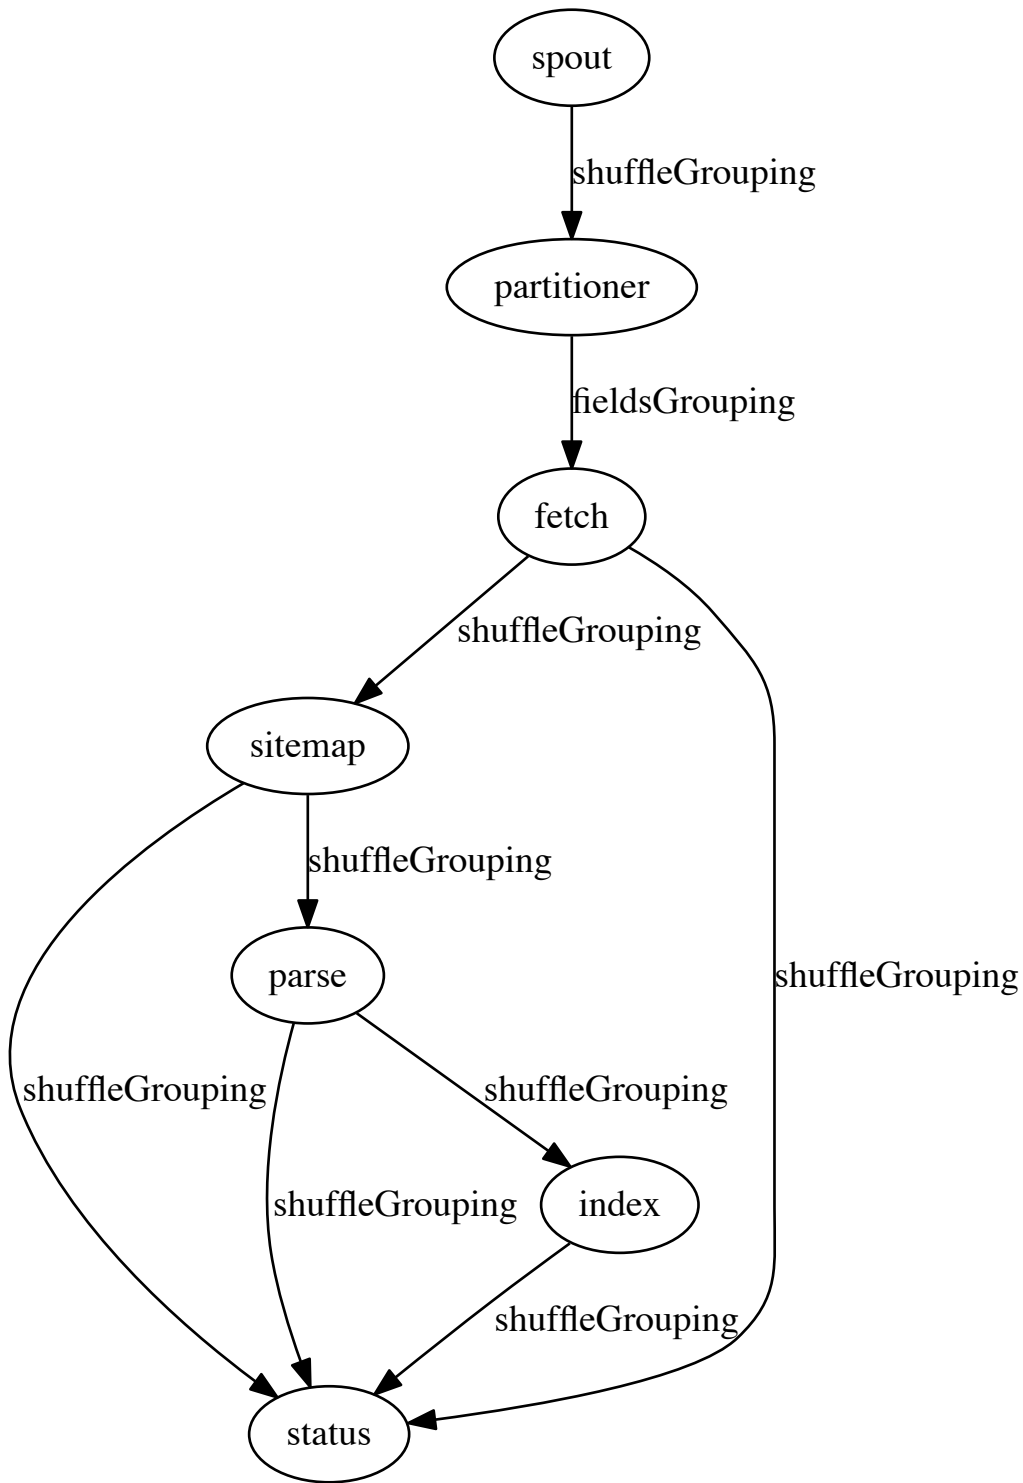 spout
shuffleGrouping
partitioner
fieldsGrouping
fetch
shuffleGrouping
sitemap
shuffleGrouping
parse
shuffleGrouping
shuffleGrouping
shuffleGrouping
shuffleGrouping
index
shuffleGrouping
status